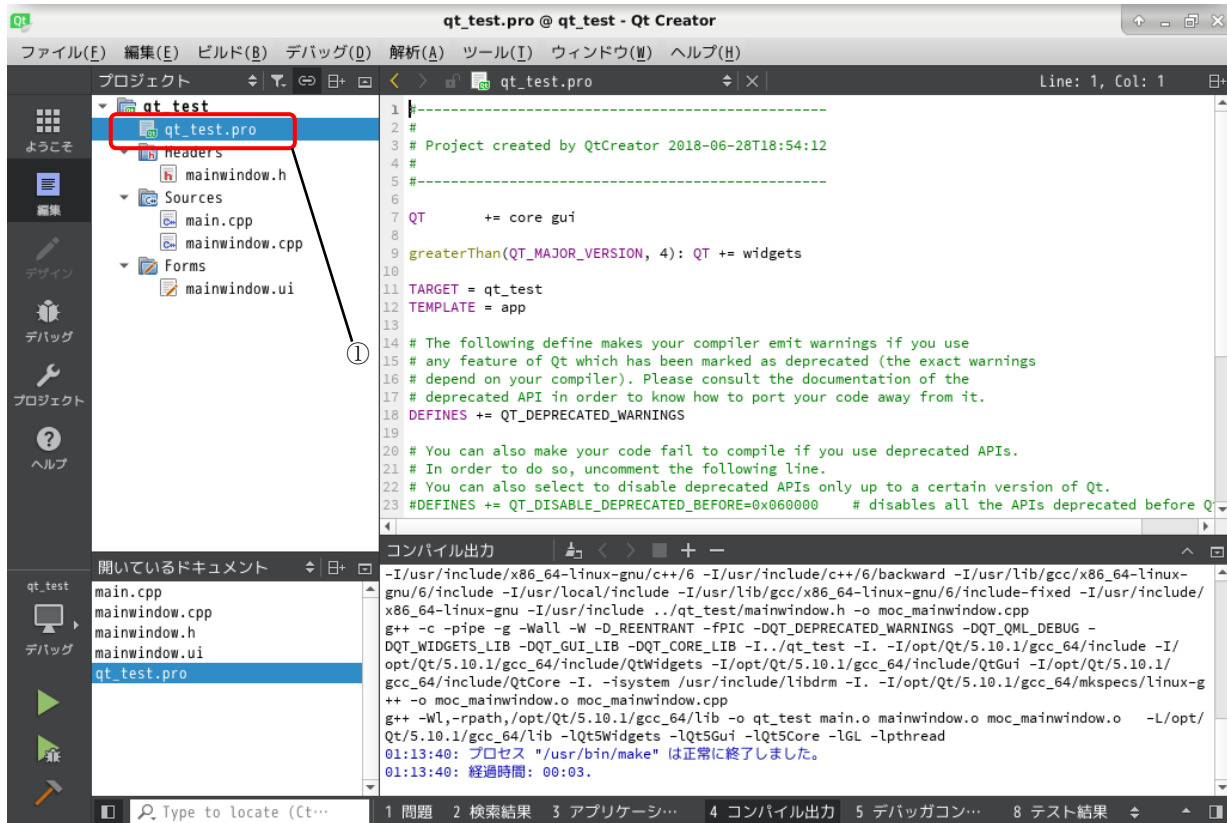 qt_test.pro @ qt_test - Qt Creator
ファイル(F) 編集(E) ビルド(B) デバッグ(D) 解析(A) ツール(T) ウィンドウ(W) ヘルプ(H)
プロジェクト
qt_test.pro
Line: 1, Col: 1
ようこそ
編集
デザイン
デバッグ
プロジェクト
ヘルプ
qt_test
qt_test.pro
Headers
mainwindow.h
Sources
main.cpp
mainwindow.cpp
Forms
mainwindow.ui
①
1 #-------------------------------------------------
2 #
3 # Project created by QtCreator 2018-06-28T18:54:12
4 #
5 #-------------------------------------------------
6
7 QT       += core gui
8
9 greaterThan(QT_MAJOR_VERSION, 4): QT += widgets
10
11 TARGET = qt_test
12 TEMPLATE = app
13
14 # The following define makes your compiler emit warnings if you use
15 # any feature of Qt which has been marked as deprecated (the exact warnings
16 # depend on your compiler). Please consult the documentation of the
17 # deprecated API in order to know how to port your code away from it.
18 DEFINES += QT_DEPRECATED_WARNINGS
19
20 # You can also make your code fail to compile if you use deprecated APIs.
21 # In order to do so, uncomment the following line.
22 # You can also select to disable deprecated APIs only up to a certain version of Qt.
23 #DEFINES += QT_DISABLE_DEPRECATED_BEFORE=0x060000    # disables all the APIs deprecated before Q
開いているドキュメント
main.cpp
mainwindow.cpp
mainwindow.h
mainwindow.ui
qt_test.pro
qt_test
デバッグ
コンパイル出力
-I/usr/include/x86_64-linux-gnu/c++/6 -I/usr/include/c++/6/backward -I/usr/lib/gcc/x86_64-linux-
gnu/6/include -I/usr/local/include -I/usr/lib/gcc/x86_64-linux-gnu/6/include-fixed -I/usr/include/
x86_64-linux-gnu -I/usr/include ../qt_test/mainwindow.h -o moc_mainwindow.cpp
g++ -c -pipe -g -Wall -W -D_REENTRANT -fPIC -DQT_DEPRECATED_WARNINGS -DQT_QML_DEBUG -
DQT_WIDGETS_LIB -DQT_GUI_LIB -DQT_CORE_LIB -I../qt_test -I. -I/opt/Qt/5.10.1/gcc_64/include -I/
opt/Qt/5.10.1/gcc_64/include/QtWidgets -I/opt/Qt/5.10.1/gcc_64/include/QtGui -I/opt/Qt/5.10.1/
gcc_64/include/QtCore -I. -isystem /usr/include/libdrm -I. -I/opt/Qt/5.10.1/gcc_64/mkspecs/linux-g
++ -o moc_mainwindow.o moc_mainwindow.cpp
g++ -Wl,-rpath,/opt/Qt/5.10.1/gcc_64/lib -o qt_test main.o mainwindow.o moc_mainwindow.o   -L/opt/
Qt/5.10.1/gcc_64/lib -lQt5Widgets -lQt5Gui -lQt5Core -lGL -lpthread
01:13:40: プロセス "/usr/bin/make" は正常に終了しました。
01:13:40: 経過時間: 00:03.
Type to locate (Ct…
1 問題 2 検索結果 3 アプリケーシ… 4 コンパイル出力 5 デバッガコン… 8 テスト結果